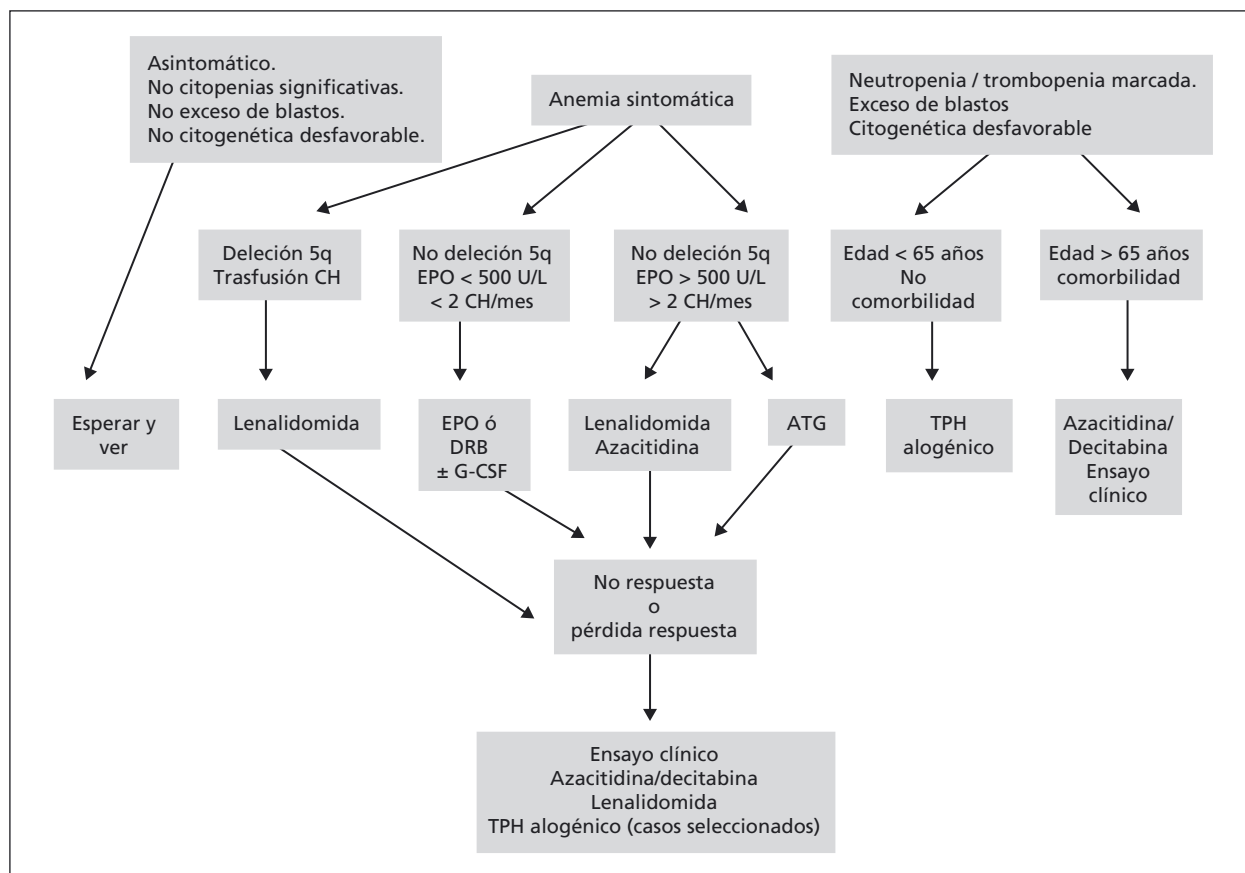 Asintomático.
No citopenias significativas.
No exceso de blastos.
No citogenética desfavorable.
Anemia sintomática
Neutropenia / trombopenia marcada.
Exceso de blastos
Citogenética desfavorable
Deleción 5q
Trasfusión CH
No deleción 5q
EPO < 500 U/L
< 2 CH/mes
No deleción 5q
EPO > 500 U/L
> 2 CH/mes
Edad < 65 años
No
comorbilidad
Edad > 65 años
comorbilidad
Esperar y
ver
Lenalidomida
EPO ó
DRB
± G-CSF
Lenalidomida
Azacitidina
ATG
TPH
alogénico
Azacitidina/
Decitabina
Ensayo
clínico
No respuesta
o
pérdida respuesta
Ensayo clínico
Azacitidina/decitabina
Lenalidomida
TPH alogénico (casos seleccionados)